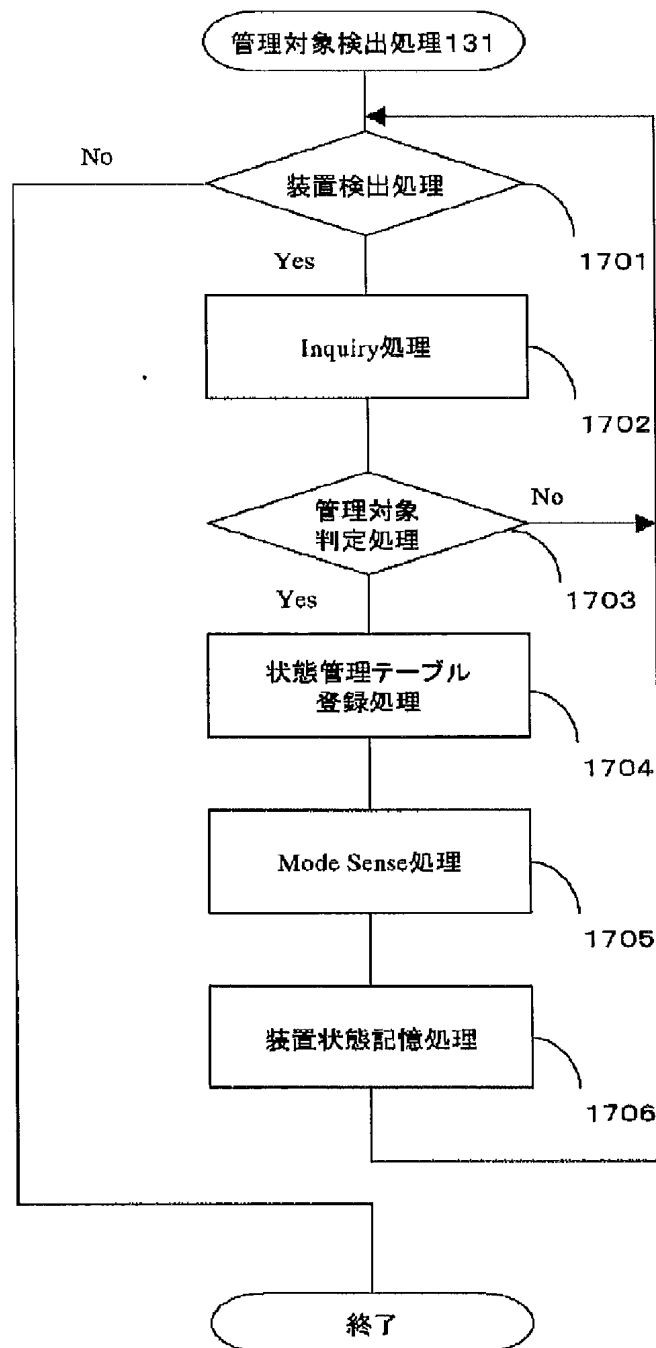 管理対象検出処理131
No
装置検出処理
1701
Yes
Inquiry処理
1702
管理対象
判定処理
No
1703
Yes
状態管理テーブル
登録処理
1704
Mode Sense処理
1705
装置状態記憶処理
1706
終了